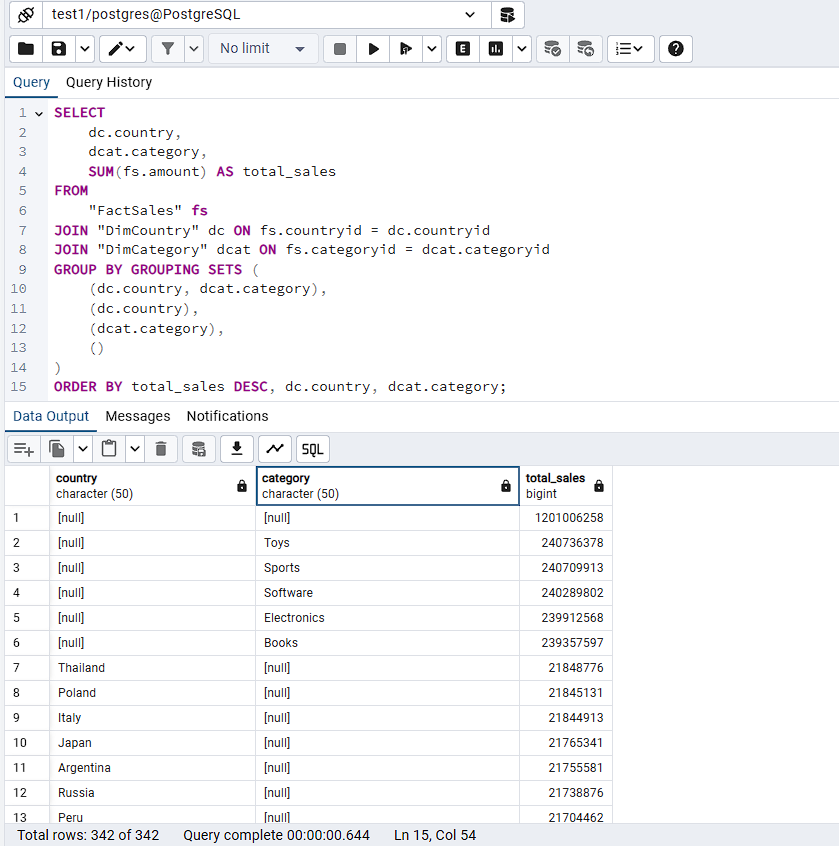 test1/postgres@PostgreSQL
No limit
E
Query Query History
1 SELECT
2 dc.country,
3 dcat.category,
4 SUM(fs.amount) AS total_sales
5 FROM
6 "FactSales" fs
7 JOIN "DimCountry" dc ON fs.countryid = dc.countryid
8 JOIN "DimCategory" dcat ON fs.categoryid = dcat.categoryid
9 GROUP BY GROUPING SETS (
10 (dc.country, dcat.category),
11 (dc.country),
12 (dcat.category),
13 ()
14 )
15 ORDER BY total_sales DESC, dc.country, dcat.category;
Data Output Messages Notifications
SQL
country category total_sales
character (50) character (50) bigint
1 [null] [null] 1201006258
2 [null] Toys 240736378
3 [null] Sports 240709913
4 [null] Software 240289802
5 [null] Electronics 239912568
6 [null] Books 239357597
7 Thailand [null] 21848776
8 Poland [null] 21845131
9 Italy [null] 21844913
10 Japan [null] 21765341
11 Argentina [null] 21755581
12 Russia [null] 21738876
13 Peru [null] 21704462
Total rows: 342 of 342 Query complete 00:00:00.644 Ln 15, Col 54